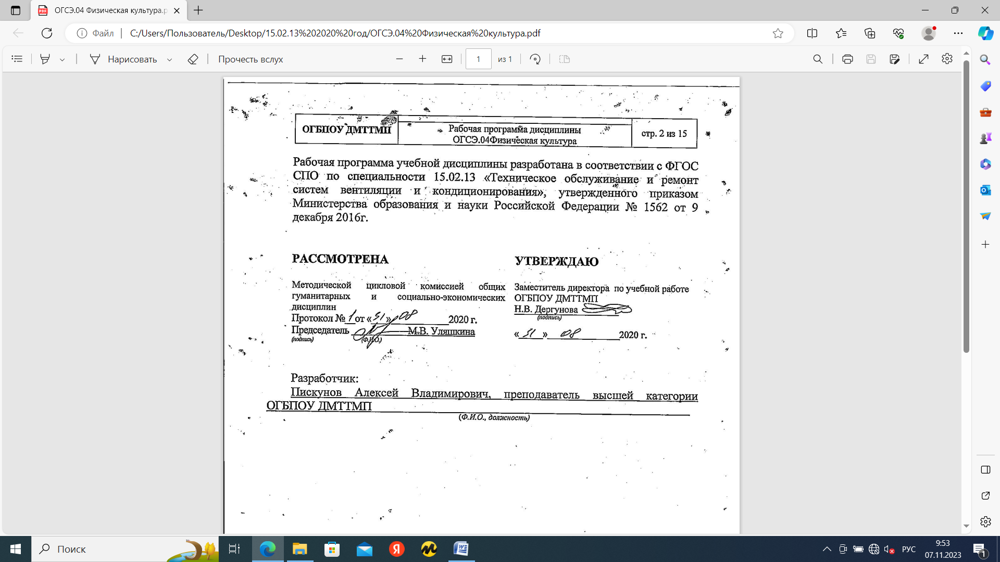 ОГСЭ.04 Физическая культура.p
Файл
C:/Users/Пользователь/Desktop/15.02.13%202020%20год/ОГСЭ.04%20Физическая%20культура.pdf
Нарисовать
Прочесть вслух
1
из 1
ОГБПОУ ДМТТМП
Рабочая программа дисциплины
ОГСЭ.04Физическая культура
стр. 2 из 15
Рабочая программа учебной дисциплины разработана в соответствии с ФГОС
СПО по специальности 15.02.13 «Техническое обслуживание и ремонт
систем вентиляции и кондиционирования», утвержденного приказом
Министерства образования и науки Российской Федерации № 1562 от 9
декабря 2016г.
РАССМОТРЕНА
Методической цикловой комиссией общих
гуманитарных и социально-экономических
дисциплин
Протокол № 1 от «31» 08 2020 г.
Председатель М.В. Уляшкина
(подпись) (Ф.И.О.)
УТВЕРЖДАЮ
Заместитель директора по учебной работе
ОГБПОУ ДМТТМП
Н.В. Дергунова
(подпись)
«31» 08 2020 г.
Разработчик:
Пискунов Алексей Владимирович, преподаватель высшей категории
ОГБПОУ ДМТТМП
(Ф.И.О., должность)
Поиск
РУС
9:53
07.11.2023
1